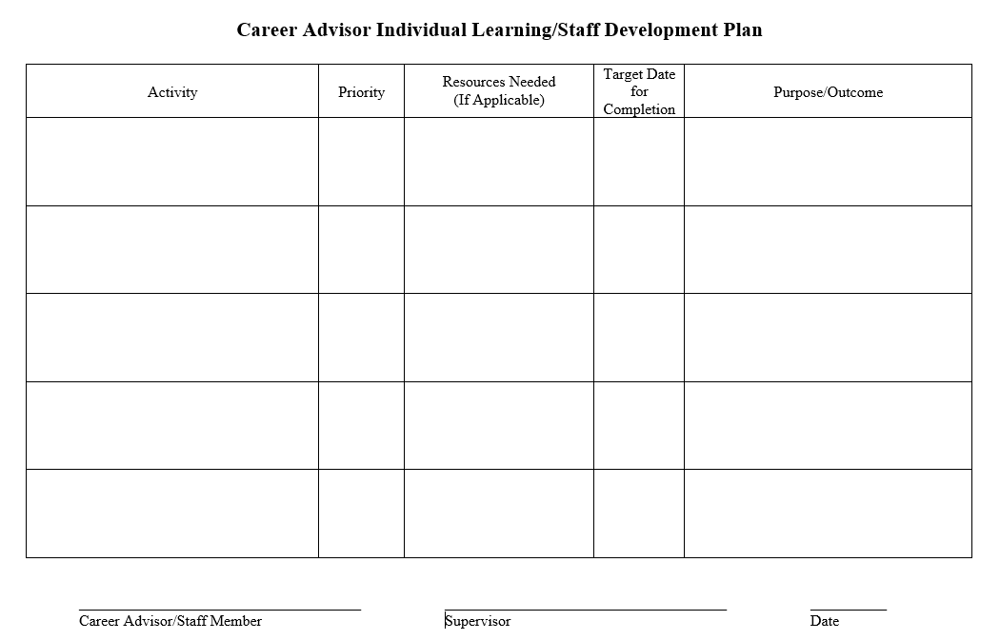 Career Advisor Individual Learning/Staff Development Plan
Activity
Priority
Resources Needed
(If Applicable)
Target Date
for
Completion
Purpose/Outcome
Career Advisor/Staff Member
Supervisor
Date